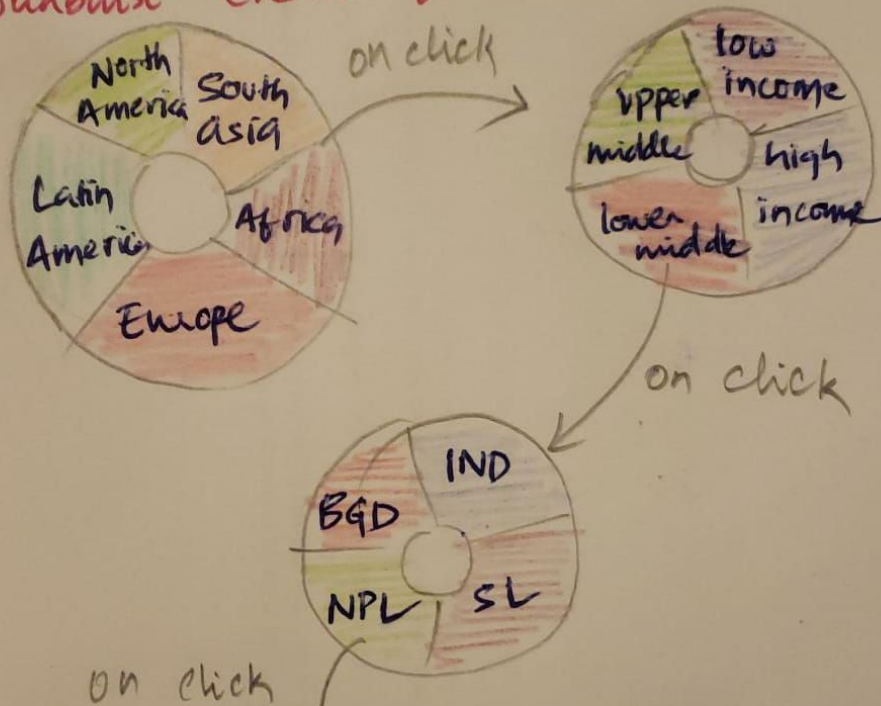 North
America
South
asia
Latin
America
Africa
Europe
on click
upper
middle
low
income
high
income
lower
middle
on click
BGD
IND
NPL
SL
on click